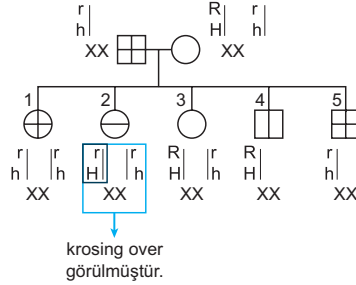 r R r
h H h
XX XX
1 2 3 4 5
r r r r R r R r
h h H h H h H h
XX XX XX XX XX
krosing over
görülmüştür.